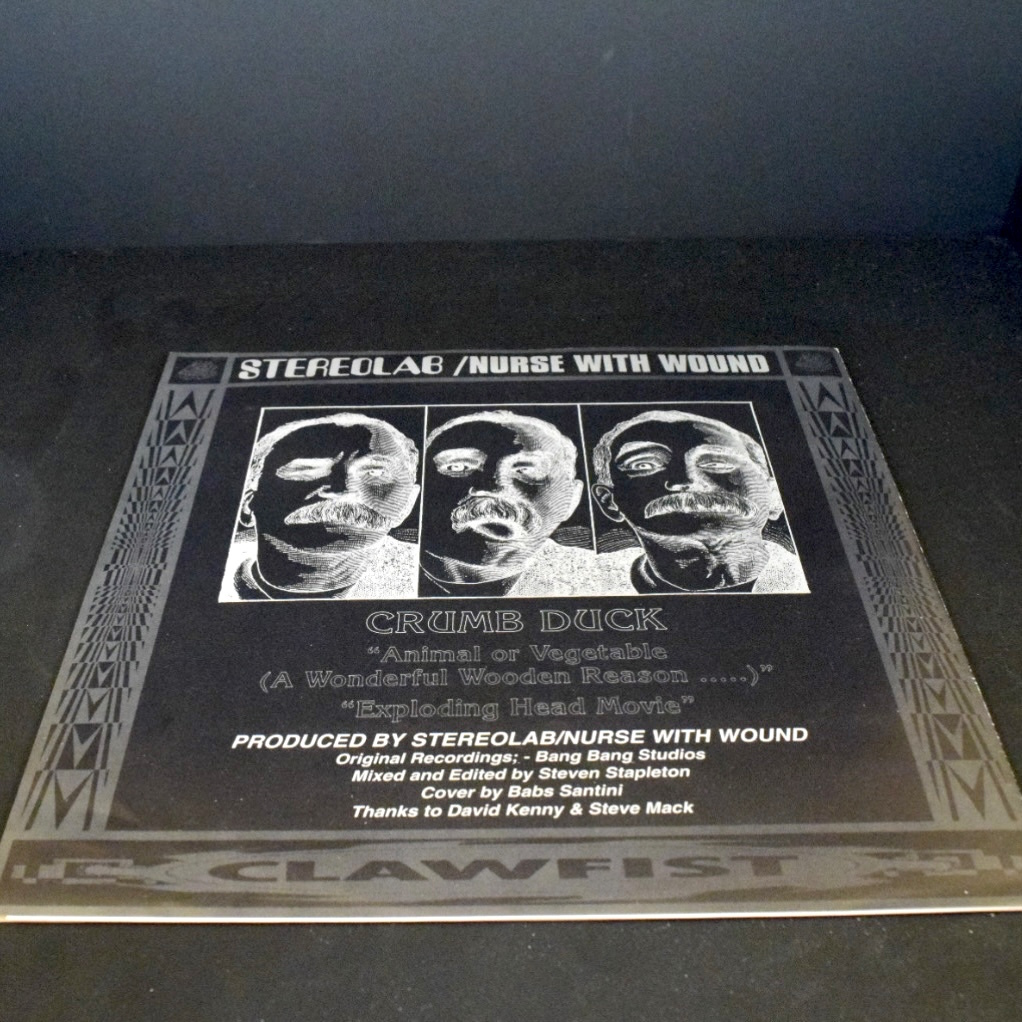 STEREOLAB /NURSE WITH WOUND
CRUMB DUCK
"Animal or Vegetable
(A Wonderful Wooden Reason .....)"
"Exploding Head Movie"
PRODUCED BY STEREOLAB/NURSE WITH WOUND
Original Recordings; - Bang Bang Studios
Mixed and Edited by Steven Stapleton
Cover by Babs Santini
Thanks to David Kenny & Steve Mack
CLAWFIST